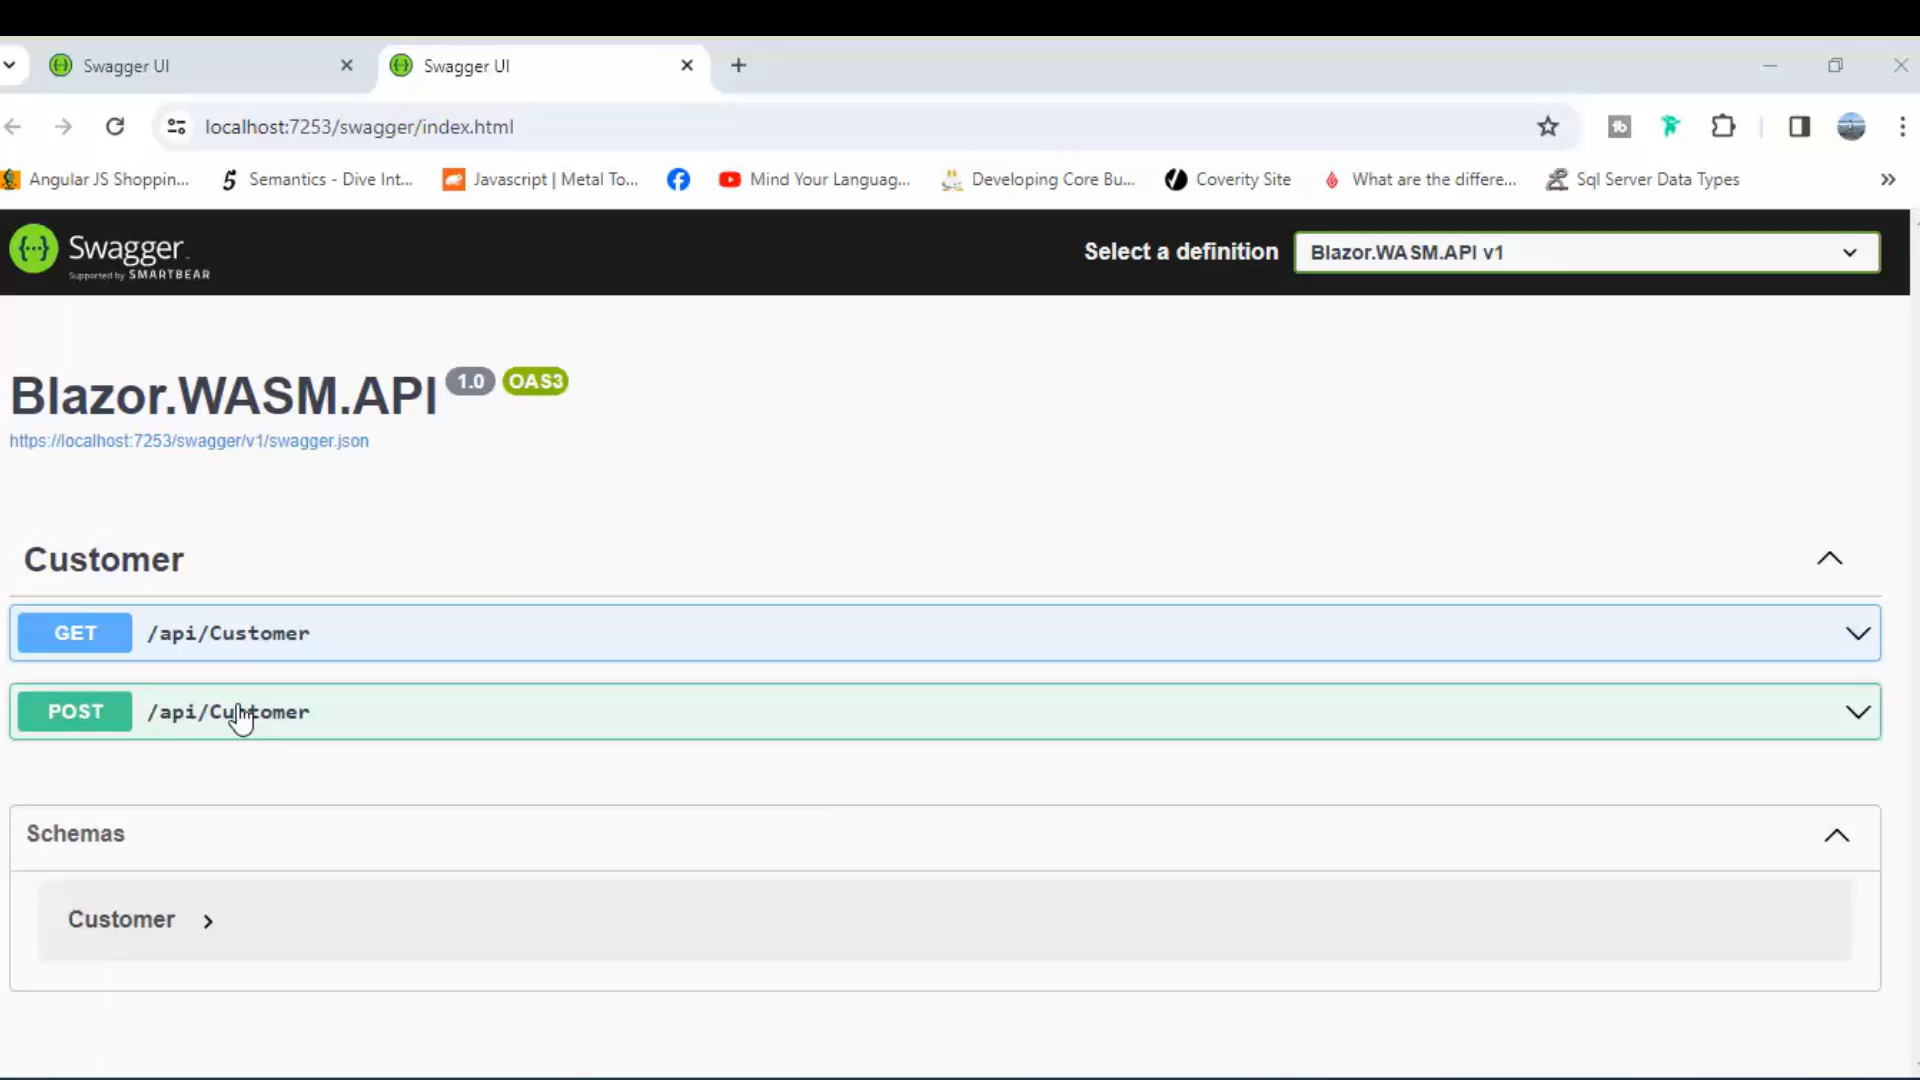 Swagger UI
Swagger UI
localhost:7253/swagger/index.html
Angular JS Shoppin...
Semantics - Dive Int...
Javascript | Metal To...
Mind Your Languag...
Developing Core Bu...
Coverity Site
What are the differe...
Sql Server Data Types
Swagger
Supported by SMARTBEAR
Select a definition
Blazor.WASM.API v1
Blazor.WASM.API 1.0 OAS3
https://localhost:7253/swagger/v1/swagger.json
Customer
GET /api/Customer
POST /api/Customer
Schemas
Customer